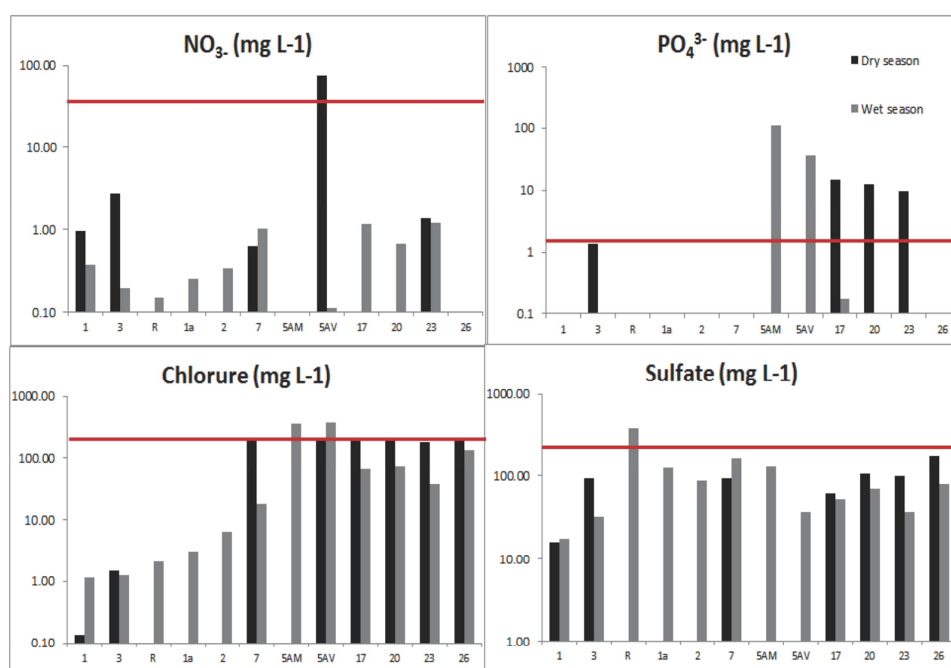 NO₃- (mg L-1)
100.00
10.00
1.00
0.10
1 3 R 1a 2 7 5AM 5AV 17 20 23 26
PO₄³⁻ (mg L-1)
Dry season
Wet season
1000
100
10
1
0.1
1 3 R 1a 2 7 5AM 5AV 17 20 23 26
Chlorure (mg L-1)
1000.00
100.00
10.00
1.00
0.10
1 3 R 1a 2 7 5AM 5AV 17 20 23 26
Sulfate (mg L-1)
1000.00
100.00
10.00
1.00
1 3 R 1a 2 7 5AM 5AV 17 20 23 26